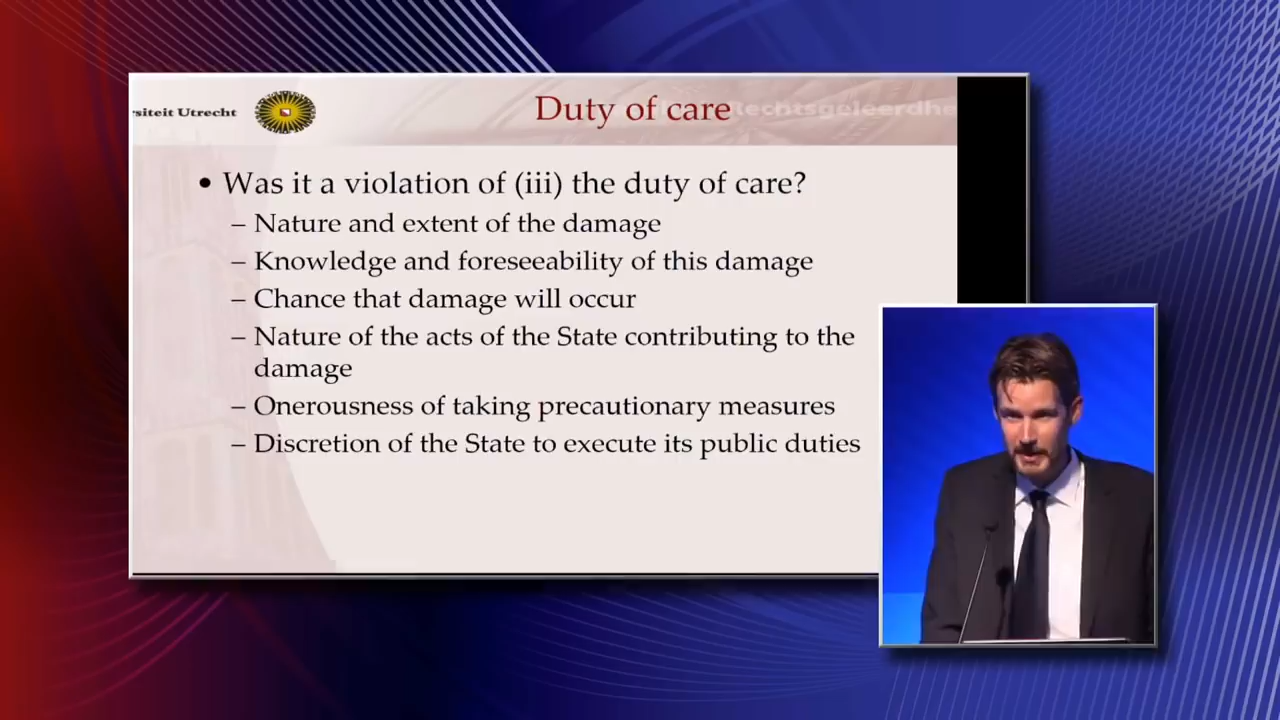 siteit Utrecht
Duty of care
Rechtsgeleerdhe
• Was it a violation of (iii) the duty of care?
– Nature and extent of the damage
– Knowledge and foreseeability of this damage
– Chance that damage will occur
– Nature of the acts of the State contributing to the
damage
– Onerousness of taking precautionary measures
– Discretion of the State to execute its public duties